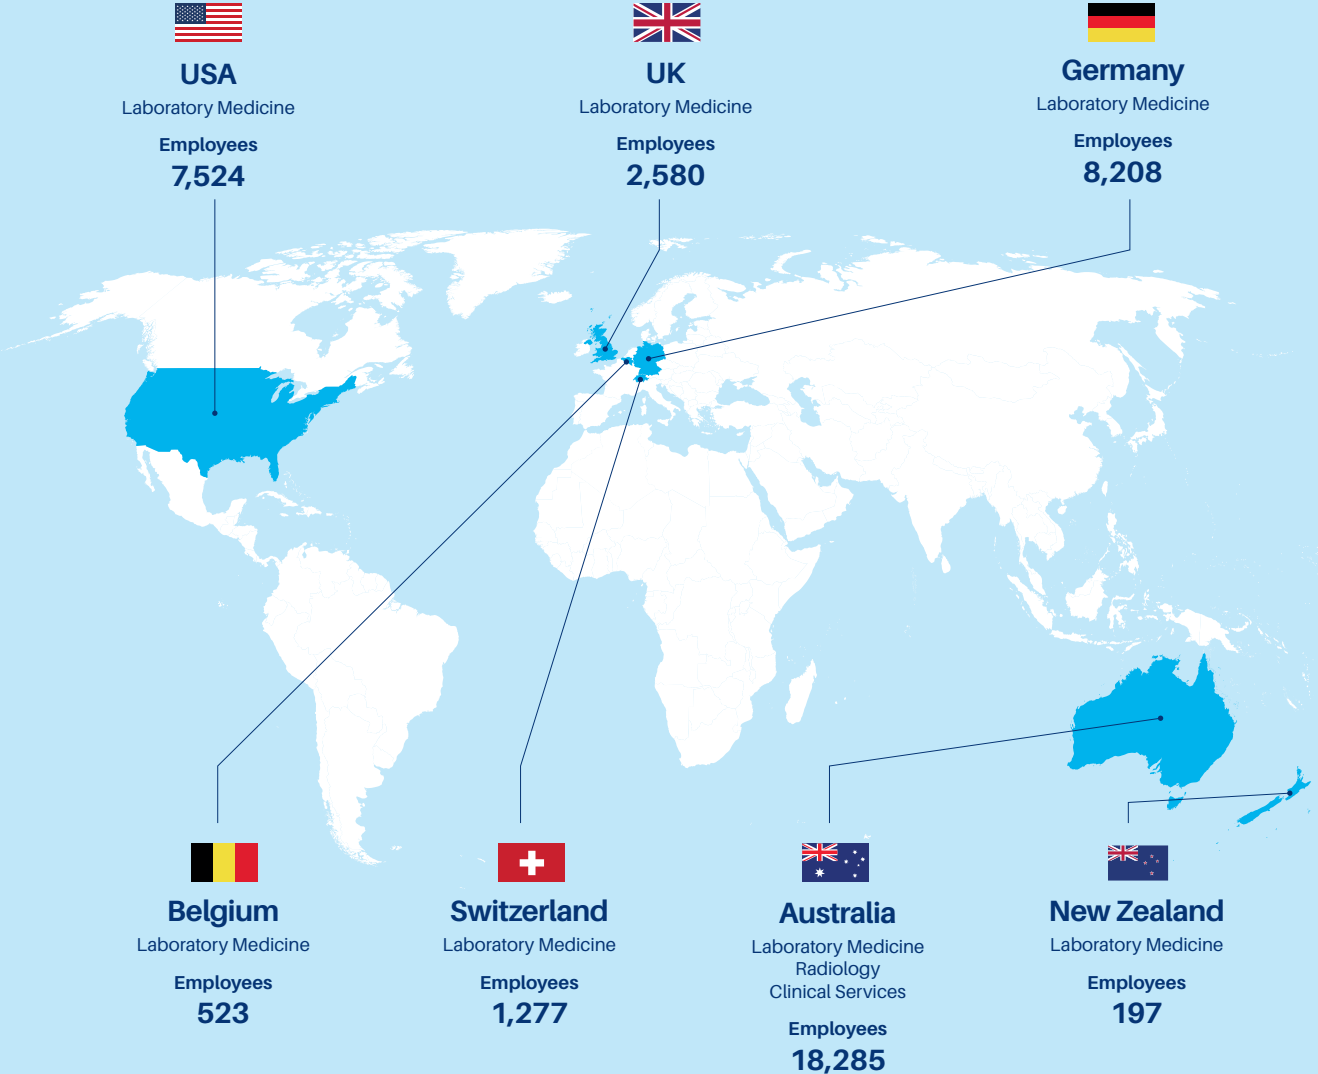 USA
Laboratory Medicine
Employees
7,524
UK
Laboratory Medicine
Employees
2,580
Germany
Laboratory Medicine
Employees
8,208
Belgium
Laboratory Medicine
Employees
523
Switzerland
Laboratory Medicine
Employees
1,277
Australia
Laboratory Medicine
Radiology
Clinical Services
Employees
18,285
New Zealand
Laboratory Medicine
Employees
197